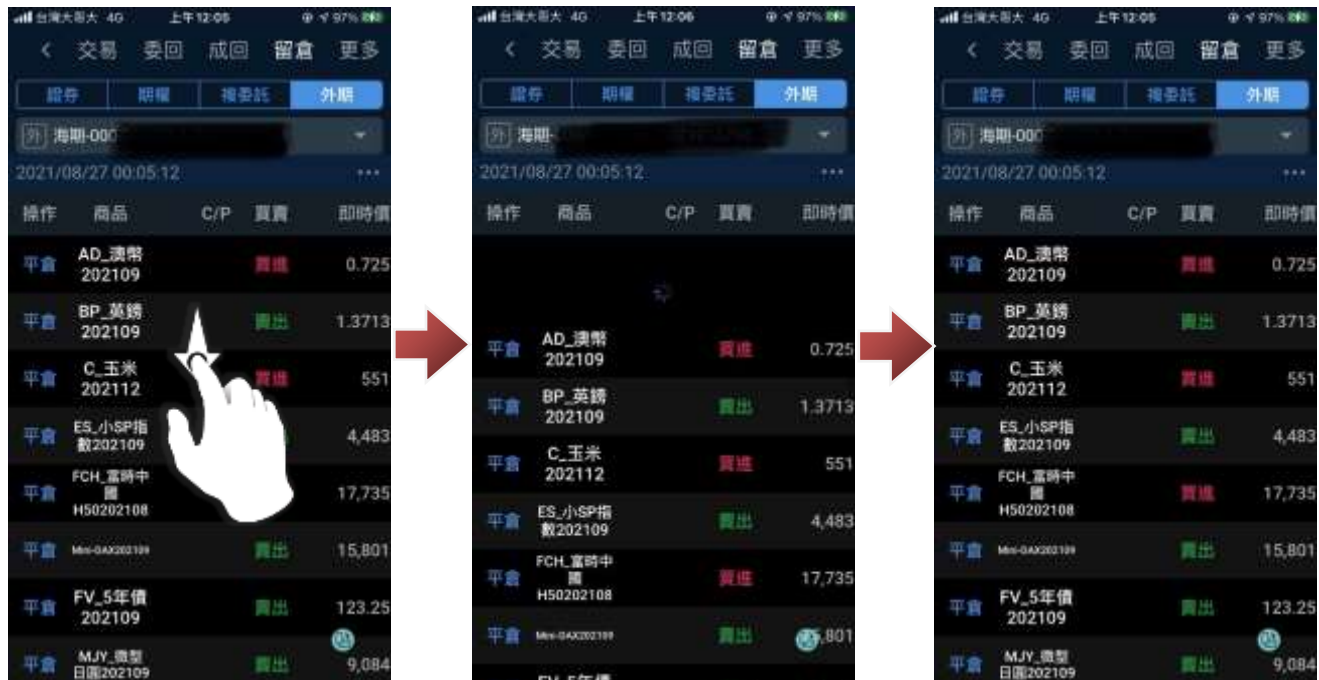 台灣大哥大 4G 上午12:05 97%
交易 委回 成回 留倉 更多
證券 期權 複委託 外期
外 海期-000
2021/08/27 00:05:12
操作 商品 C/P 買賣 即時價
平倉 AD_澳幣 買進 0.725
202109
平倉 BP_英鎊 賣出 1.3713
202109
平倉 C_玉米 買進 551
202112
平倉 ES_小SP指 4,483
數202109
平倉 FCH_富時中 17,735
國
H50202108
平倉 Mini-DAX202109 賣出 15,801
平倉 FV_5年債 賣出 123.25
202109
平倉 MJY_微型 賣出 9,084
日圓202109
台灣大哥大 4G 上午12:06 97%
交易 委回 成回 留倉 更多
證券 期權 複委託 外期
外 海期-
2021/08/27 00:05:12
操作 商品 C/P 買賣 即時價
平倉 AD_澳幣 買進 0.725
202109
平倉 BP_英鎊 賣出 1.3713
202109
平倉 C_玉米 買進 551
202112
平倉 ES_小SP指 賣出 4,483
數202109
平倉 FCH_富時中 買進 17,735
國
H50202108
平倉 Mini-DAX202109 賣出 ,801
FV_5年債
台灣大哥大 4G 上午12:05 97%
交易 委回 成回 留倉 更多
證券 期權 複委託 外期
外 海期-000
2021/08/27 00:05:12
操作 商品 C/P 買賣 即時價
平倉 AD_澳幣 買進 0.725
202109
平倉 BP_英鎊 賣出 1.3713
202109
平倉 C_玉米 買進 551
202112
平倉 ES_小SP指 賣出 4,483
數202109
平倉 FCH_富時中 買進 17,735
國
H50202108
平倉 Mini-DAX202109 賣出 15,801
平倉 FV_5年債 賣出 123.25
202109
平倉 MJY_微型 賣出 9,084
日圓202109